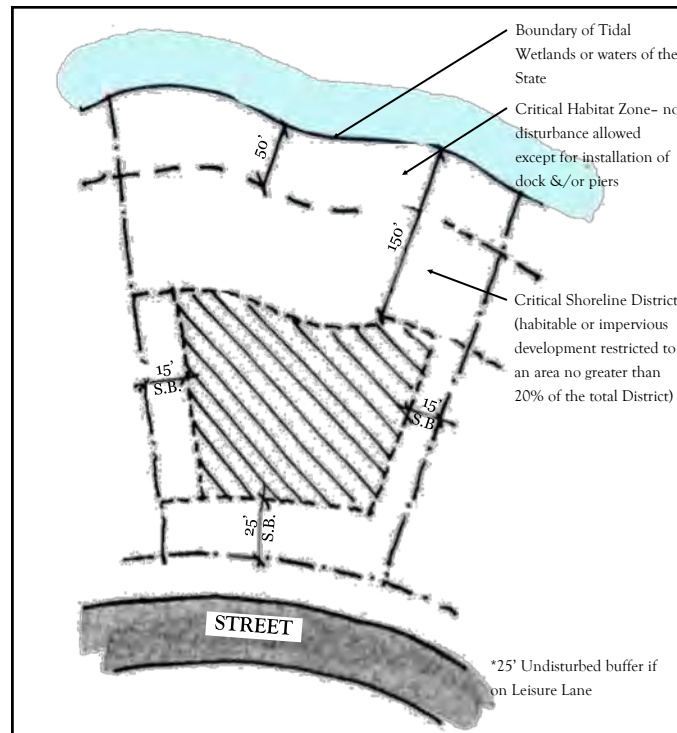 Boundary of Tidal
Wetlands or waters of the
State
Critical Habitat Zone– no
disturbance allowed
except for installation of
dock &/or piers
50'
150'
Critical Shoreline District
(habitable or impervious
development restricted to
an area no greater than
20% of the total District)
15'
S.B.
15'
S.B.
25'
S.B.
STREET
*25' Undisturbed buffer if
on Leisure Lane